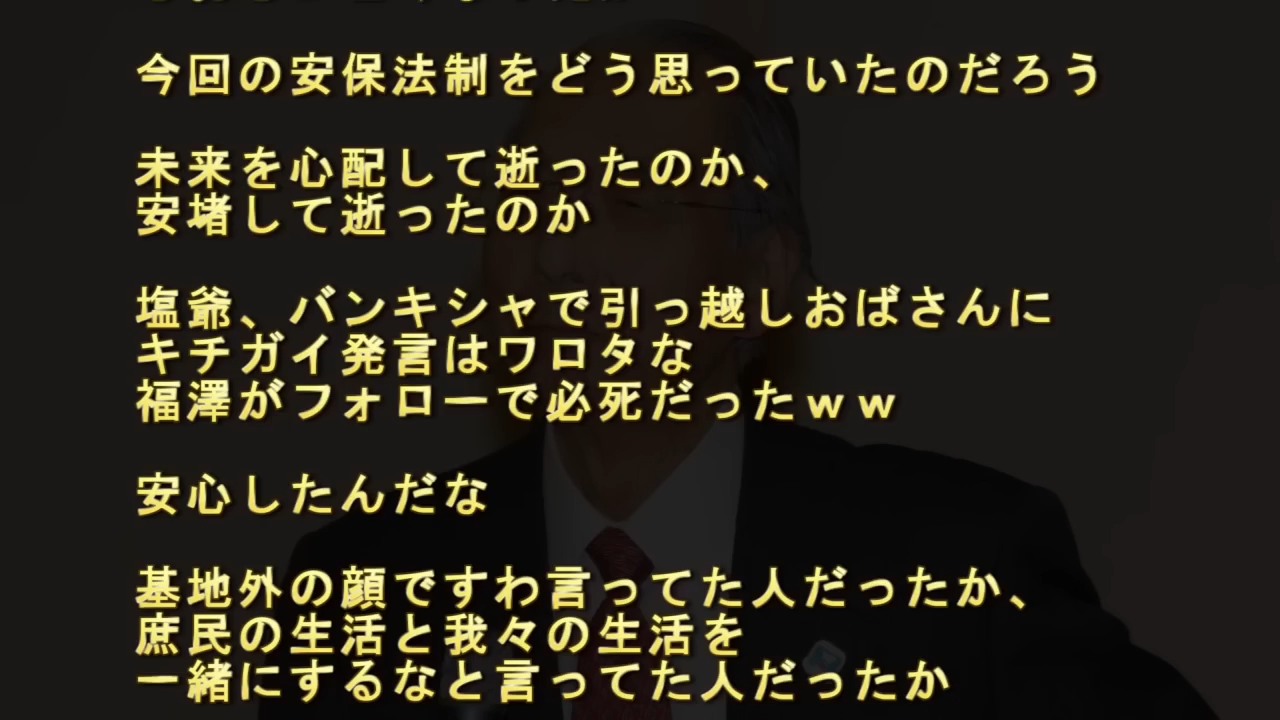 今回の安保法制をどう思っていたのだろう
未来を心配して逝ったのか、
安堵して逝ったのか
塩爺、バンキシャで引っ越しおばさんに
キチガイ発言はワロタな
福澤がフォローで必死だったｗｗ
安心したんだな
基地外の顔ですわ言ってた人だったか、
庶民の生活と我々の生活を
一緒にするなと言ってた人だったか